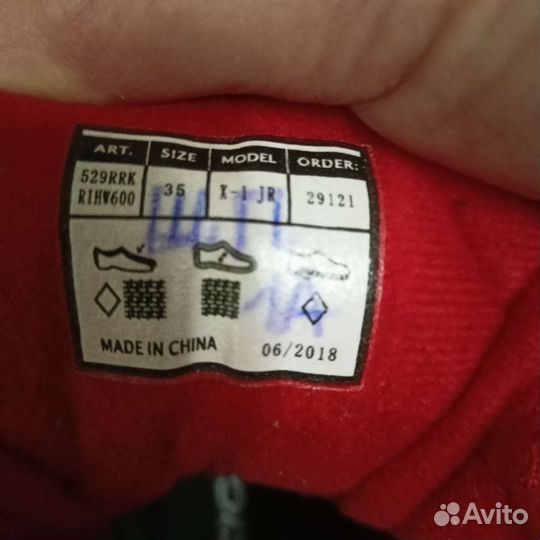 ART. SIZE MODEL ORDER:
529RRK RIHW600 35 X-1 JR 29121
MADE IN CHINA 06/2018
Avito